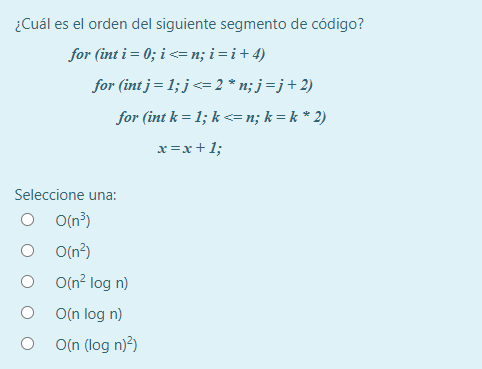 ¿Cuál es el orden del siguiente segmento de código?
for (int i = 0; i <= n; i = i + 4)
for (int j = 1; j <= 2 * n; j = j + 2)
for (int k = 1; k <= n; k = k * 2)
x = x + 1;
Seleccione una:
O(n³)
O(n²)
O(n² log n)
O(n log n)
O(n (log n)²)